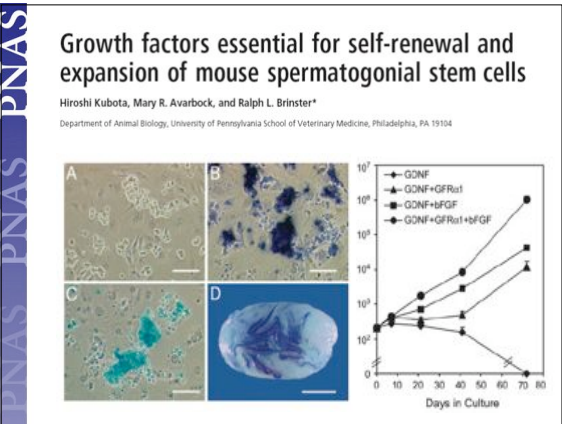 PNAS
PNAS
PNAS
PNAS
Growth factors essential for self-renewal and
expansion of mouse spermatogonial stem cells
Hiroshi Kubota, Mary R. Avarbock, and Ralph L. Brinster*
Department of Animal Biology, University of Pennsylvania School of Veterinary Medicine, Philadelphia, PA 19104
A
B
C
D
GDNF
GDNF+GFRα1
GDNF+bFGF
GDNF+GFRα1+bFGF
10⁷
10⁶
10⁵
10⁴
10³
10²
0
0 10 20 30 40 50 60 70 80
Days in Culture